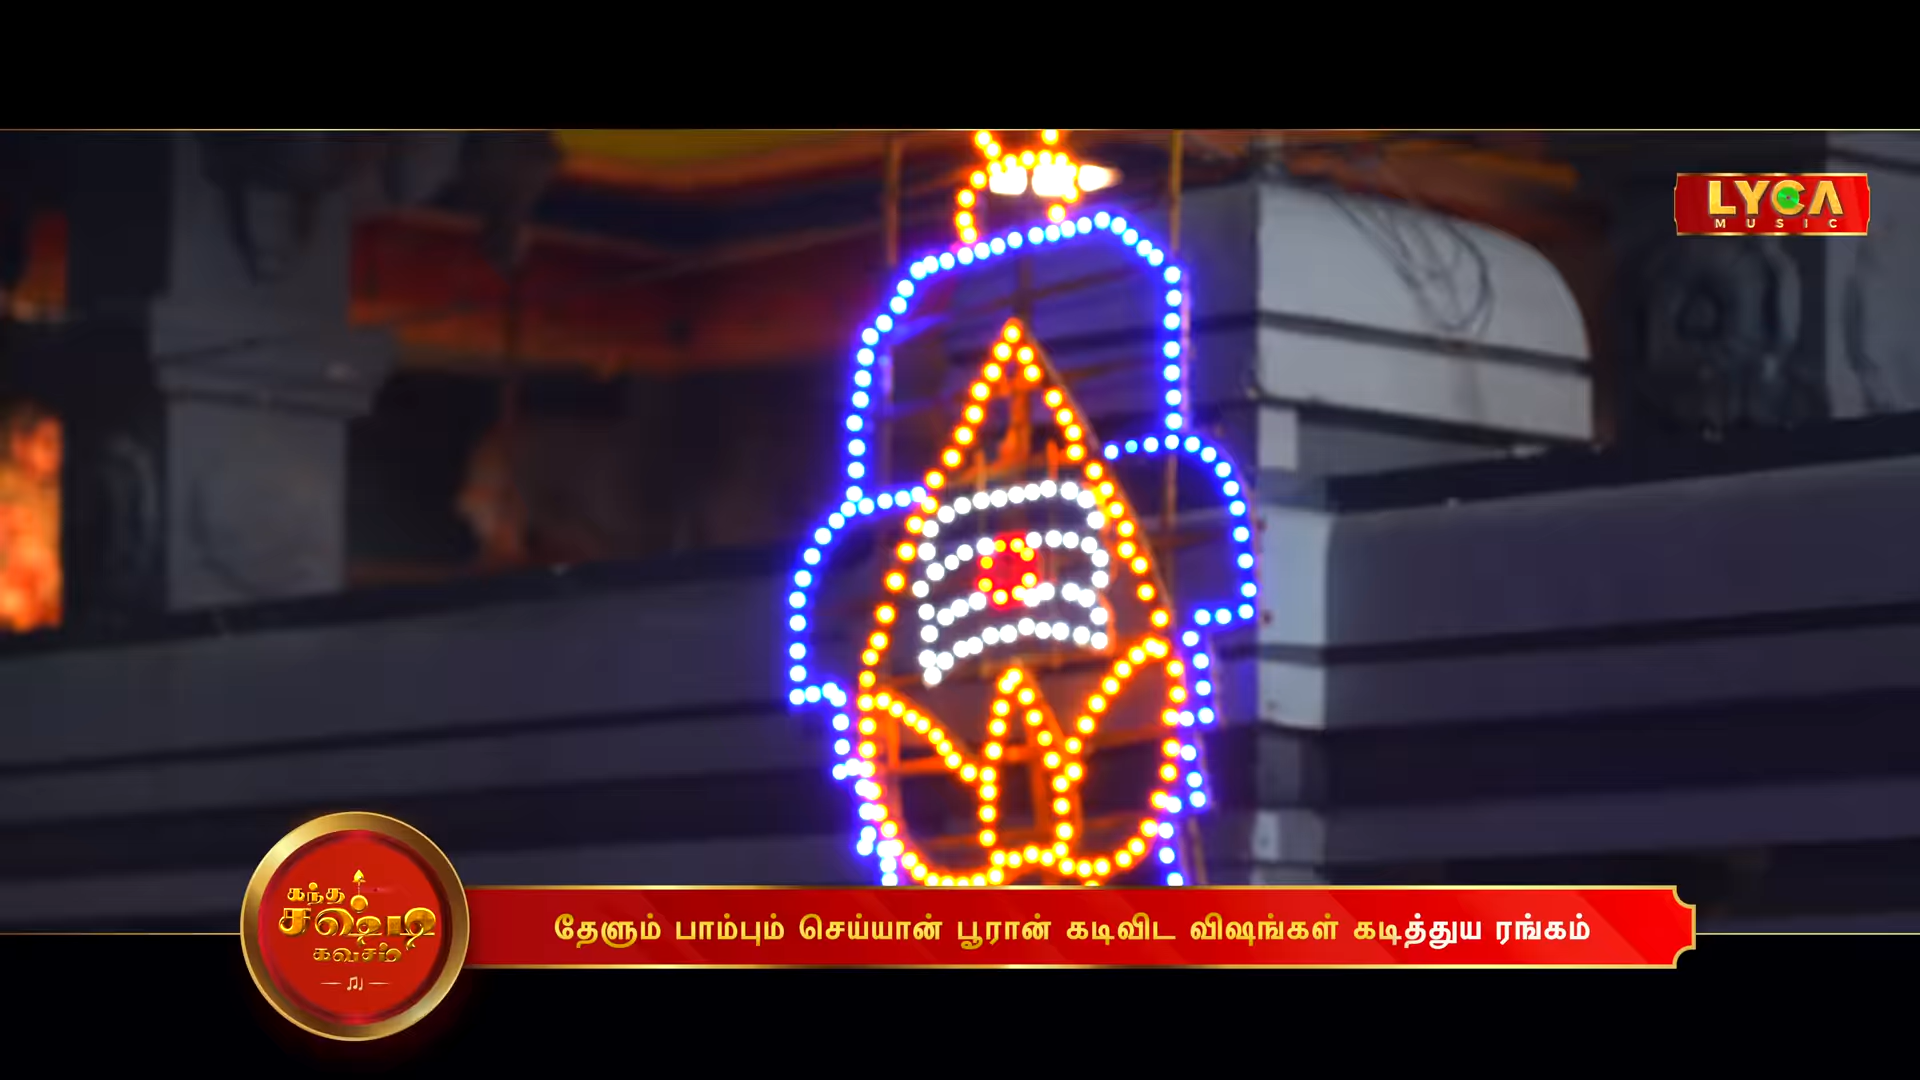 LYCA
MUSIC
கந்த
சஷ்டி
கவசம்
தேளும் பாம்பும் செய்யான் பூரான் கடிவிட விஷங்கள் கடித்துய ரங்கம்